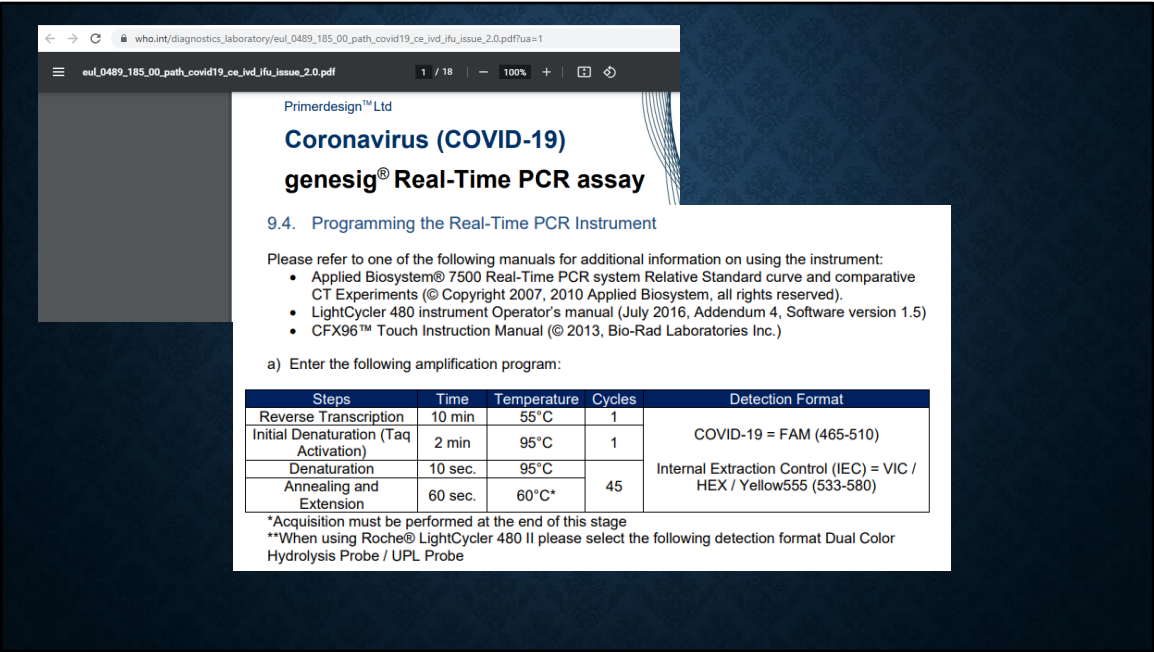 who.int/diagnostics_laboratory/eul_0489_185_00_path_covid19_ce_ivd_ifu_issue_2.0.pdf?ua=1
eul_0489_185_00_path_covid19_ce_ivd_ifu_issue_2.0.pdf 1 / 18 — 100% +
Primerdesign™ Ltd
Coronavirus (COVID-19)
genesig® Real-Time PCR assay
9.4. Programming the Real-Time PCR Instrument
Please refer to one of the following manuals for additional information on using the instrument:
• Applied Biosystem® 7500 Real-Time PCR system Relative Standard curve and comparative
CT Experiments (© Copyright 2007, 2010 Applied Biosystem, all rights reserved).
• LightCycler 480 instrument Operator's manual (July 2016, Addendum 4, Software version 1.5)
• CFX96™ Touch Instruction Manual (© 2013, Bio-Rad Laboratories Inc.)
a) Enter the following amplification program:
Steps Time Temperature Cycles Detection Format
Reverse Transcription 10 min 55°C 1
Initial Denaturation (Taq
Activation) 2 min 95°C 1
COVID-19 = FAM (465-510)
Denaturation 10 sec. 95°C
Annealing and
Extension 60 sec. 60°C*
45
Internal Extraction Control (IEC) = VIC /
HEX / Yellow555 (533-580)
*Acquisition must be performed at the end of this stage
**When using Roche® LightCycler 480 II please select the following detection format Dual Color
Hydrolysis Probe / UPL Probe